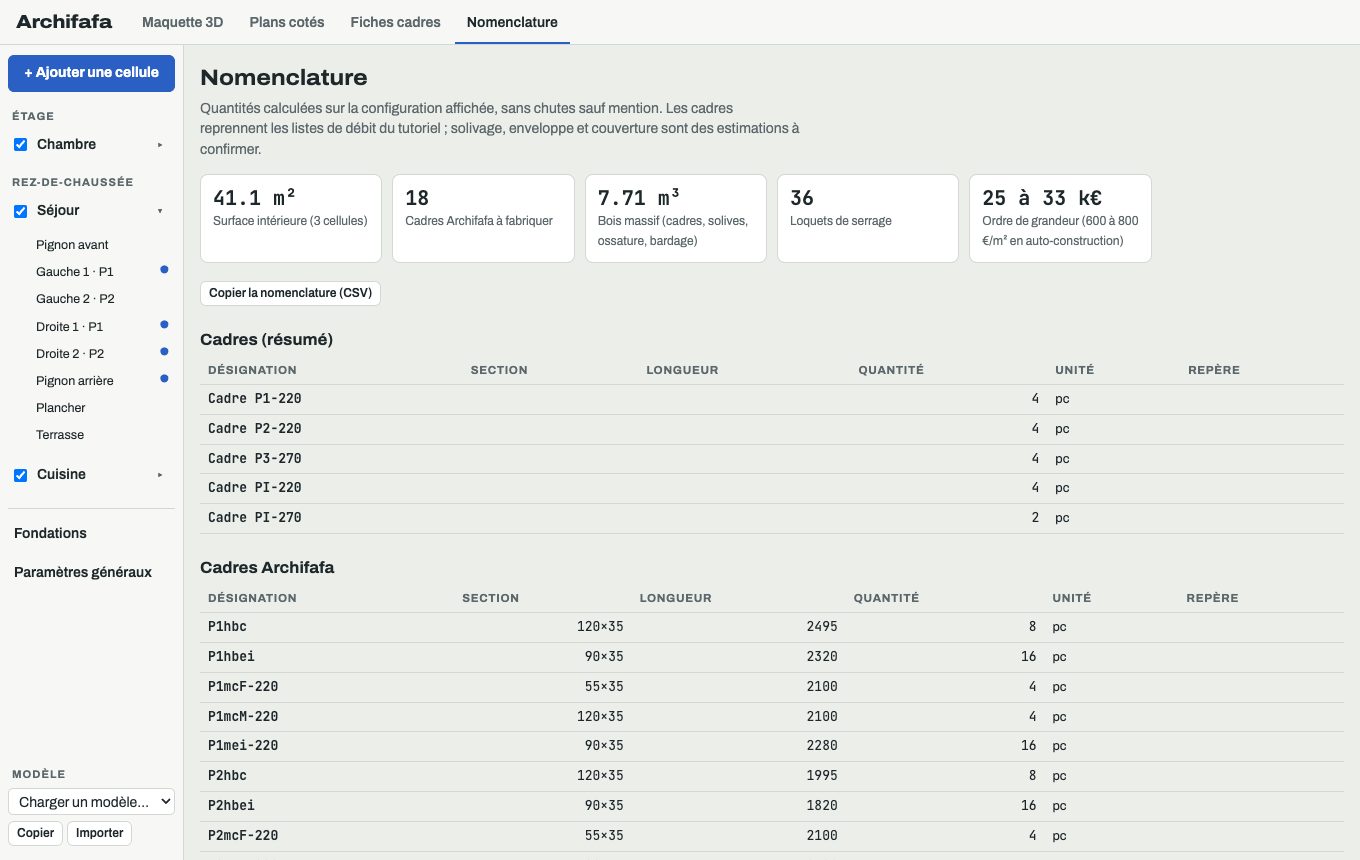 Archifafa
Maquette 3D
Plans cotés
Fiches cadres
Nomenclature
+ Ajouter une cellule
ÉTAGE
Chambre
REZ-DE-CHAUSSÉE
Séjour
Pignon avant
Gauche 1 · P1
Gauche 2 · P2
Droite 1 · P1
Droite 2 · P2
Pignon arrière
Plancher
Terrasse
Cuisine
Fondations
Paramètres généraux
MODÈLE
Charger un modèle...
Copier
Importer
Nomenclature
Quantités calculées sur la configuration affichée, sans chutes sauf mention. Les cadres
reprennent les listes de débit du tutoriel ; solivage, enveloppe et couverture sont des estimations à
confirmer.
41.1 m²
Surface intérieure (3 cellules)
18
Cadres Archifafa à fabriquer
7.71 m³
Bois massif (cadres, solives,
ossature, bardage)
36
Loquets de serrage
25 à 33 k€
Ordre de grandeur (600 à 800
€/m² en auto-construction)
Copier la nomenclature (CSV)
Cadres (résumé)
DÉSIGNATION SECTION LONGUEUR QUANTITÉ UNITÉ REPÈRE
Cadre P1-220 4 pc
Cadre P2-220 4 pc
Cadre P3-270 4 pc
Cadre PI-220 4 pc
Cadre PI-270 2 pc
Cadres Archifafa
DÉSIGNATION SECTION LONGUEUR QUANTITÉ UNITÉ REPÈRE
P1hbc 120×35 2495 8 pc
P1hbei 90×35 2320 16 pc
P1mcF-220 55×35 2100 4 pc
P1mcM-220 120×35 2100 4 pc
P1mei-220 90×35 2280 16 pc
P2hbc 120×35 1995 8 pc
P2hbei 90×35 1820 16 pc
P2mcF-220 55×35 2100 4 pc